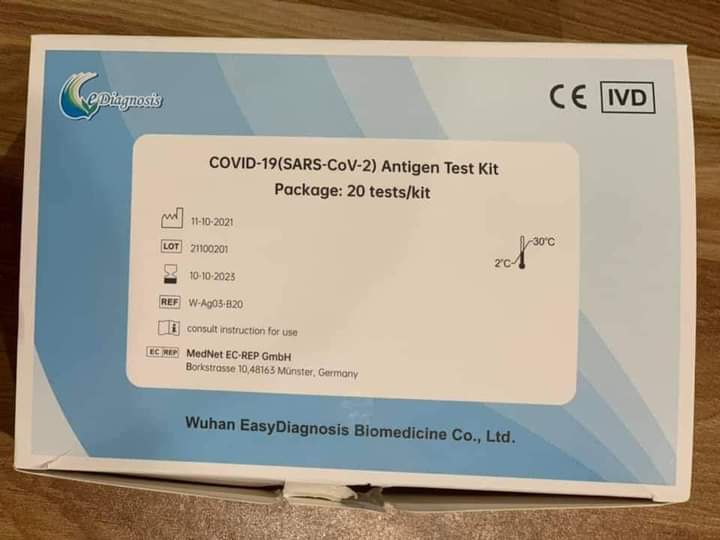 eDiagnosis
CE IVD
COVID-19(SARS-CoV-2) Antigen Test Kit
Package: 20 tests/kit
11-10-2021
LOT 21100201
10-10-2023
REF W-Ag03-B20
i consult instruction for use
EC REP MedNet EC-REP GmbH
Borkstrasse 10,48163 Münster, Germany
30°C
2°C
Wuhan EasyDiagnosis Biomedicine Co., Ltd.